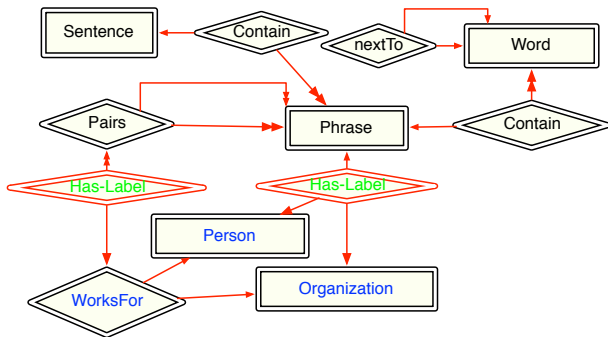 Sentence
Contain
nextTo
Word
Pairs
Phrase
Contain
Has-Label
Has-Label
Person
WorksFor
Organization